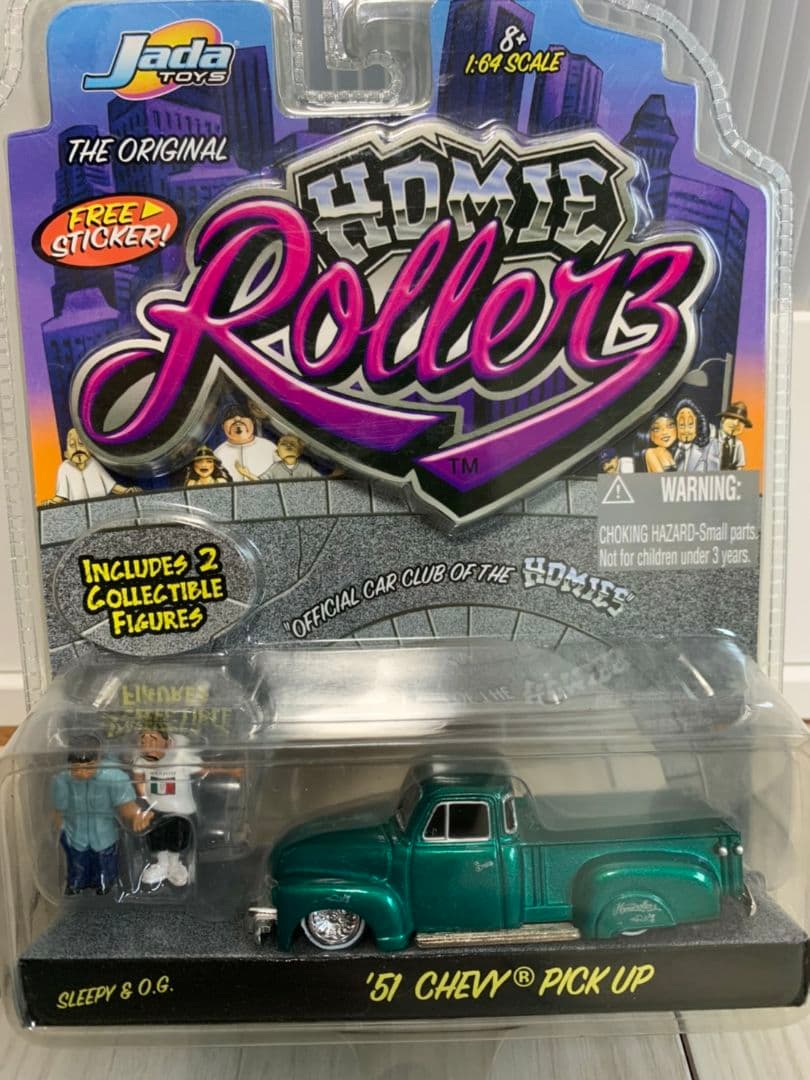 Jada
TOYS
8+
1:64 SCALE
THE ORIGINAL
FREE
STICKER!
HOMIE
Rollerz
TM
WARNING:
CHOKING HAZARD-Small parts.
Not for children under 3 years.
INCLUDES 2
COLLECTIBLE
FIGURES
"OFFICIAL CAR CLUB OF THE HOMIES"
SLEEPY & O.G.
'51 CHEVY® PICK UP